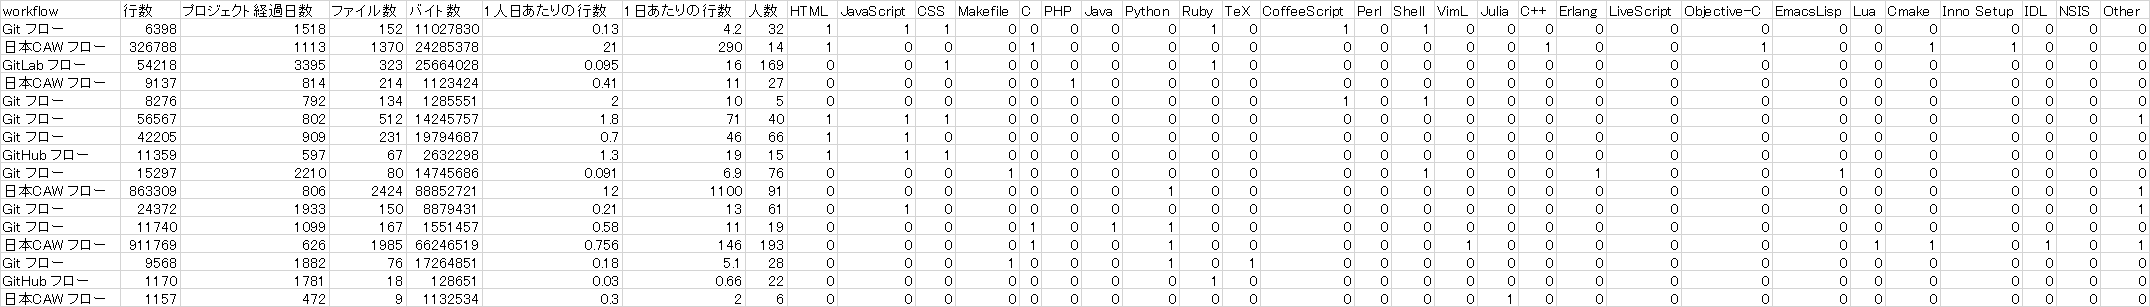 workflow 行数 プロジェクト経過日数 ファイル数 バイト数 1人日あたりの行数 1日あたりの行数 人数 HTML JavaScript CSS Makefile C PHP Java Python Ruby TeX CoffeeScript Perl Shell VimL Julia C++ Erlang LiveScript Objective-C EmacsLisp Lua Cmake Inno Setup IDL NSIS Other
Git フロー 6398 1518 152 11027830 0.13 4.2 32 1 1 1 0 0 0 0 0 1 0 1 0 1 0 0 0 0 0 0 0 0 0 0 0 0 0
日本CAWフロー 326788 1113 1370 24285378 21 290 14 1 0 0 0 1 0 0 0 0 0 0 0 0 0 0 1 0 0 1 0 0 1 1 0 0 0
GitLabフロー 54218 3395 323 25664028 0.095 16 169 0 0 1 0 0 0 0 0 1 0 0 0 0 0 0 0 0 0 0 0 0 0 0 0 0 0
日本CAWフロー 9137 814 214 1123424 0.41 11 27 0 0 0 0 0 1 0 0 0 0 0 0 0 0 0 0 0 0 0 0 0 0 0 0 0 0
Git フロー 8276 792 134 1285551 2 10 5 0 0 0 0 0 0 0 0 0 0 1 0 1 0 0 0 0 0 0 0 0 0 0 0 0 0
Git フロー 56567 802 512 14245757 1.8 71 40 1 1 1 0 0 0 0 0 0 0 0 0 0 0 0 0 0 0 0 0 0 0 0 0 0 1
Git フロー 42205 909 231 19794687 0.7 46 66 1 1 0 0 0 0 0 0 0 0 0 0 0 0 0 0 0 0 0 0 0 0 0 0 0 0
GitHubフロー 11359 597 67 2632298 1.3 19 15 1 1 1 0 0 0 0 0 0 0 0 0 0 0 0 0 0 0 0 0 0 0 0 0 0 0
Git フロー 15297 2210 80 14745686 0.091 6.9 76 0 0 0 1 0 0 0 0 0 0 0 0 1 0 0 0 1 0 0 1 0 0 0 0 0 0
日本CAWフロー 863309 806 2424 88852721 12 1100 91 0 0 0 0 0 0 0 1 0 0 0 0 0 0 0 0 0 0 0 0 0 0 0 0 0 1
Git フロー 24372 1933 150 8879431 0.21 13 61 0 1 0 0 0 0 0 0 0 0 0 0 0 0 0 0 0 0 0 0 0 0 0 0 0 1
Git フロー 11740 1099 167 1551457 0.58 11 19 0 0 0 0 1 0 1 1 0 0 0 0 0 0 0 0 0 0 0 0 0 0 0 0 0 1
日本CAWフロー 911769 626 1985 66246519 0.756 146 193 0 0 0 0 1 0 0 1 0 0 0 0 0 1 0 0 0 0 0 0 1 1 0 1 0 1
Git フロー 9568 1882 76 17264851 0.18 5.1 28 0 0 0 1 0 0 0 1 0 1 0 0 0 0 0 0 0 0 0 0 0 0 0 0 0 0
GitHubフロー 1170 1781 18 128651 0.03 0.66 22 0 0 0 0 0 0 0 0 1 0 0 0 0 0 0 0 0 0 0 0 0 0 0 0 0 0
日本CAWフロー 1157 472 9 1132534 0.3 2 6 0 0 0 0 0 0 0 0 0 0 0 0 0 0 1 0 0 0 0 0 0 0 0 0 0 0